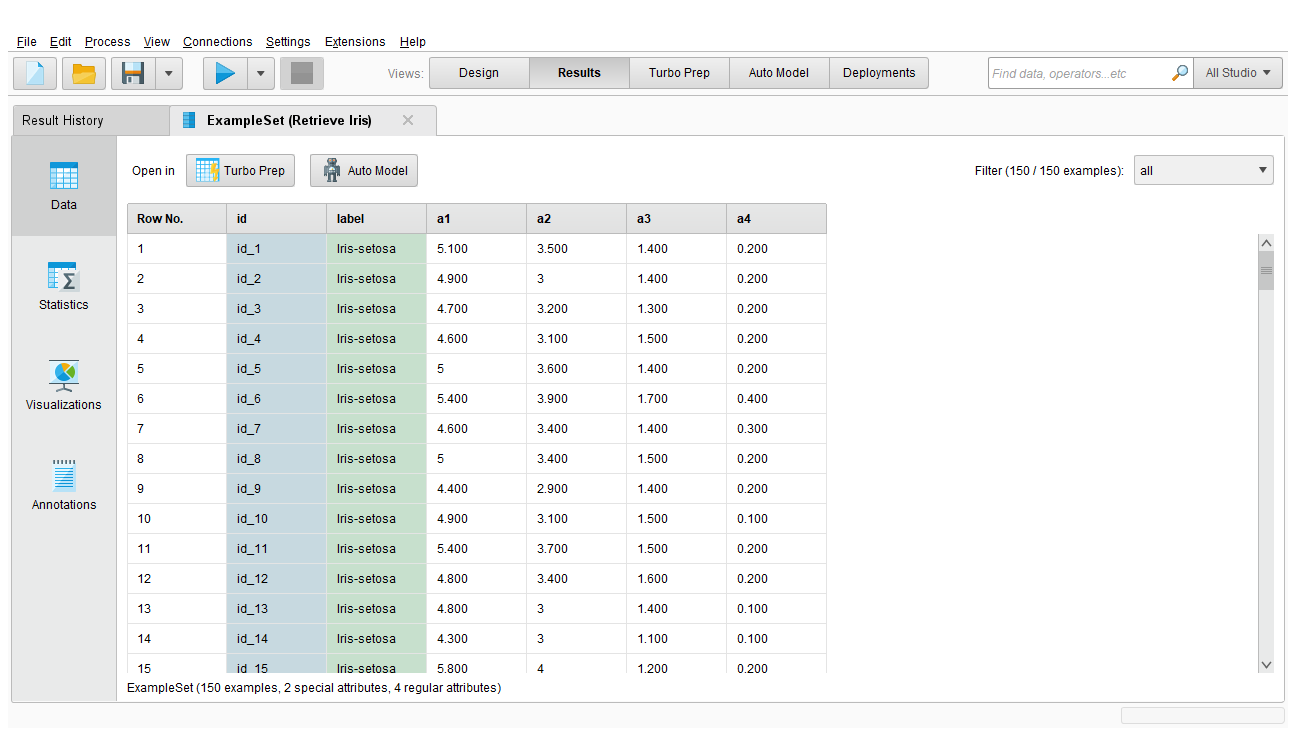 File Edit Process View Connections Settings Extensions Help
Views: Design Results Turbo Prep Auto Model Deployments Find data, operators...etc All Studio
Result History ExampleSet (Retrieve Iris)
Open in Turbo Prep Auto Model Filter (150 / 150 examples): all
Data
Statistics
Visualizations
Annotations
Row No. id label a1 a2 a3 a4
1 id_1 Iris-setosa 5.100 3.500 1.400 0.200
2 id_2 Iris-setosa 4.900 3 1.400 0.200
3 id_3 Iris-setosa 4.700 3.200 1.300 0.200
4 id_4 Iris-setosa 4.600 3.100 1.500 0.200
5 id_5 Iris-setosa 5 3.600 1.400 0.200
6 id_6 Iris-setosa 5.400 3.900 1.700 0.400
7 id_7 Iris-setosa 4.600 3.400 1.400 0.300
8 id_8 Iris-setosa 5 3.400 1.500 0.200
9 id_9 Iris-setosa 4.400 2.900 1.400 0.200
10 id_10 Iris-setosa 4.900 3.100 1.500 0.100
11 id_11 Iris-setosa 5.400 3.700 1.500 0.200
12 id_12 Iris-setosa 4.800 3.400 1.600 0.200
13 id_13 Iris-setosa 4.800 3 1.400 0.100
14 id_14 Iris-setosa 4.300 3 1.100 0.100
15 id_15 Iris-setosa 5.800 4 1.200 0.200
ExampleSet (150 examples, 2 special attributes, 4 regular attributes)